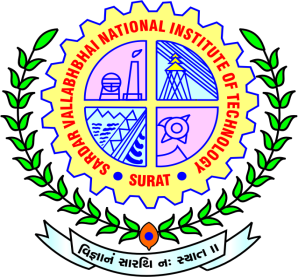 SARDAR VALLABHBHAI NATIONAL INSTITUTE OF TECHNOLOGY
• SURAT •
વિજ્ઞાનં સારથિ નઃ સ્યાત ॥